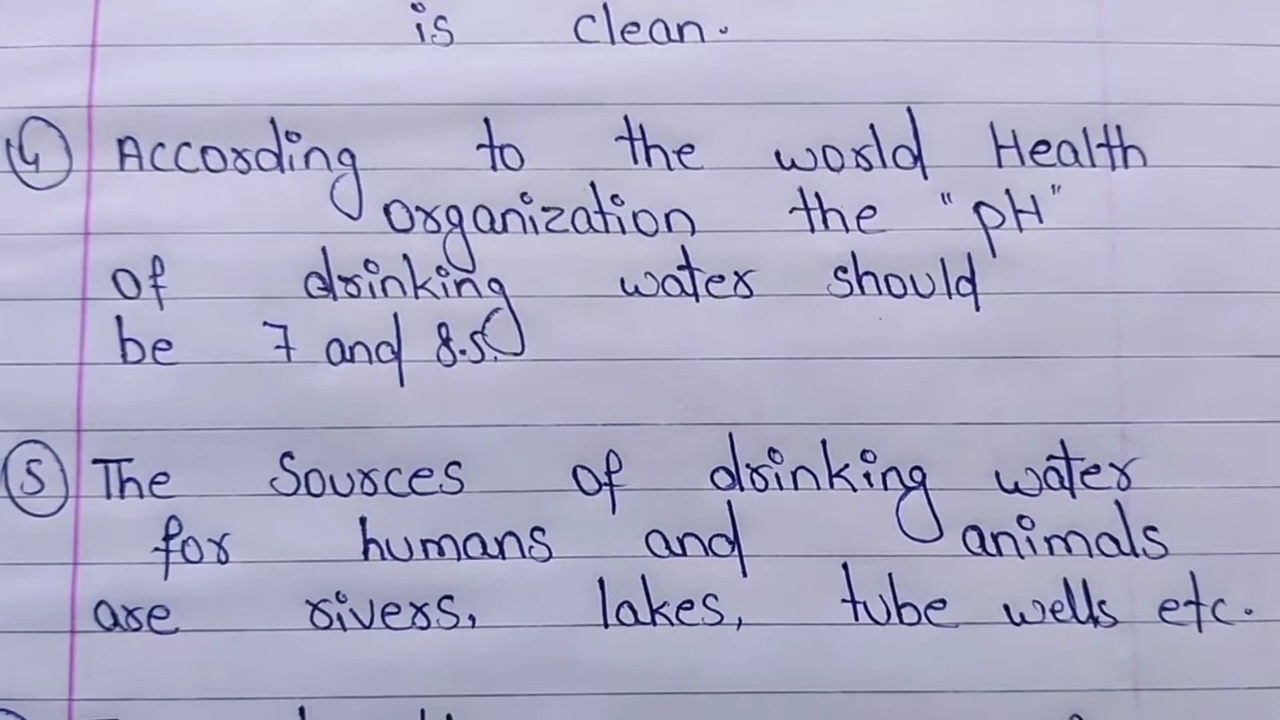 is clean.
④ According to the world Health
organization the "pH"
of drinking water should
be 7 and 8.5.
⑤ The Sources of drinking water
for humans and animals
are rivers, lakes, tube wells etc.